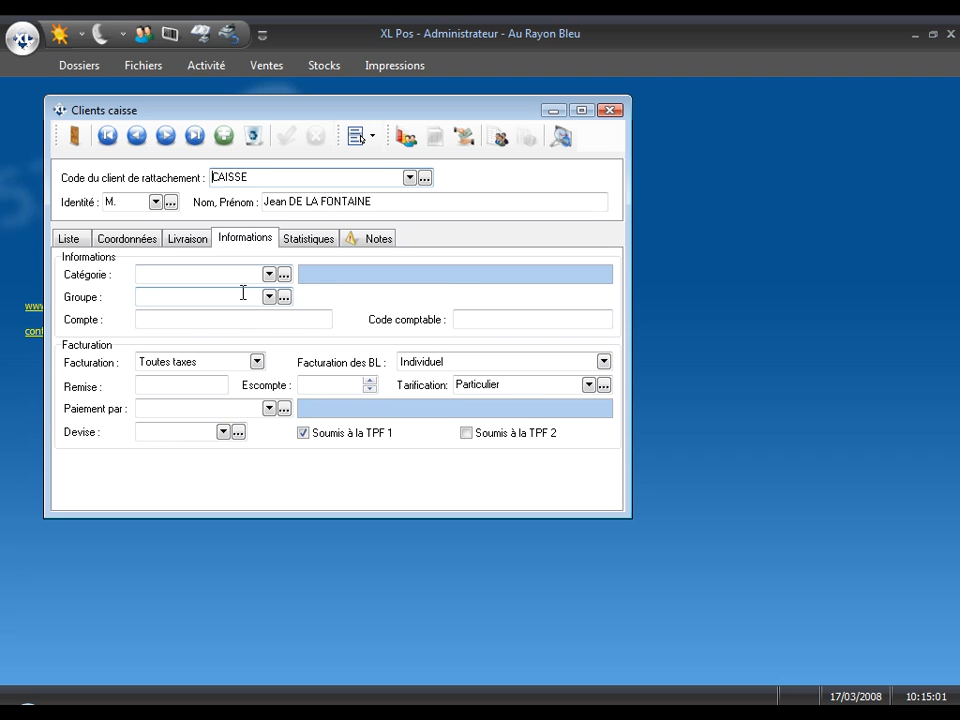 XL Pos - Administrateur - Au Rayon Bleu
Dossiers Fichiers Activité Ventes Stocks Impressions
Clients caisse
Code du client de rattachement : CAISSE
Identité : M. Nom, Prénom : Jean DE LA FONTAINE
Liste Coordonnées Livraison Informations Statistiques Notes
Informations
Catégorie :
Groupe :
Compte : Code comptable :
Facturation
Facturation : Toutes taxes Facturation des BL : Individuel
Remise : Escompte : Tarification: Particulier
Paiement par :
Devise : Soumis à la TPF 1 Soumis à la TPF 2
www
cont
17/03/2008 10:15:01